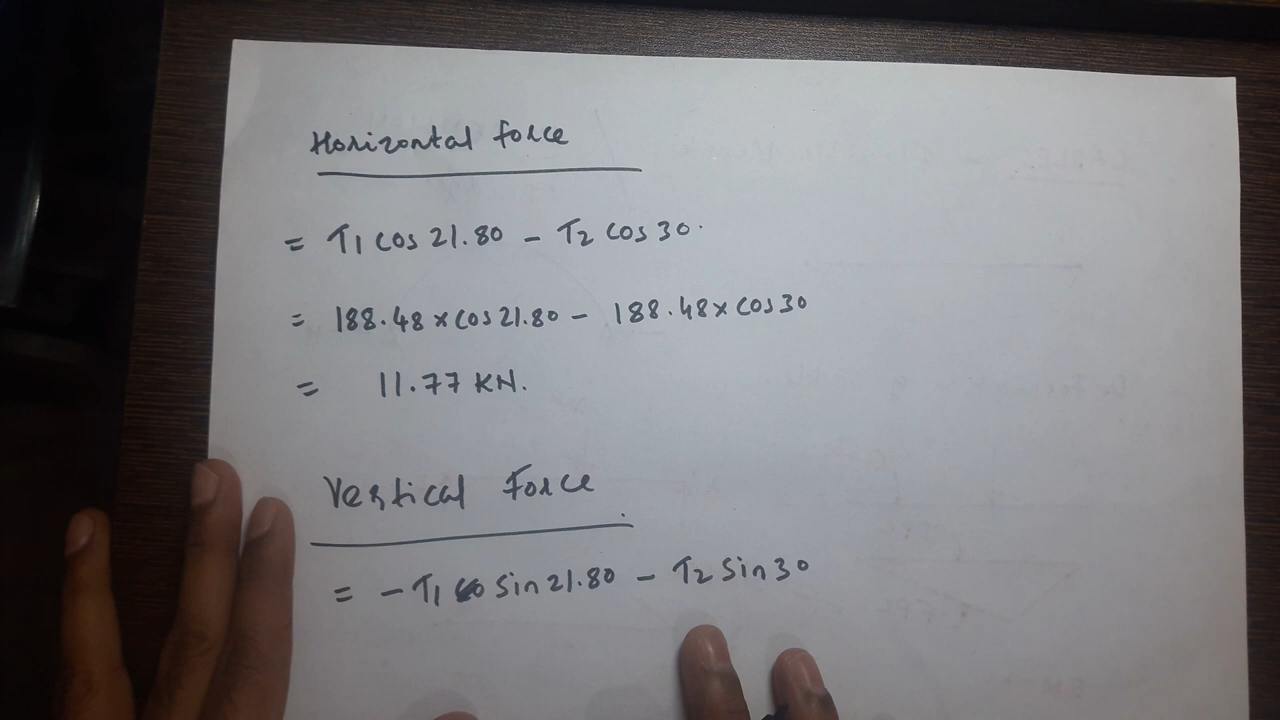 Horizontal force
= T1 cos 21.80 - T2 cos 30.
= 188.48 x cos 21.80 - 188.48 x cos 30
= 11.77 KN.
Vertical Force
= - T1 sin 21.80 - T2 sin 30